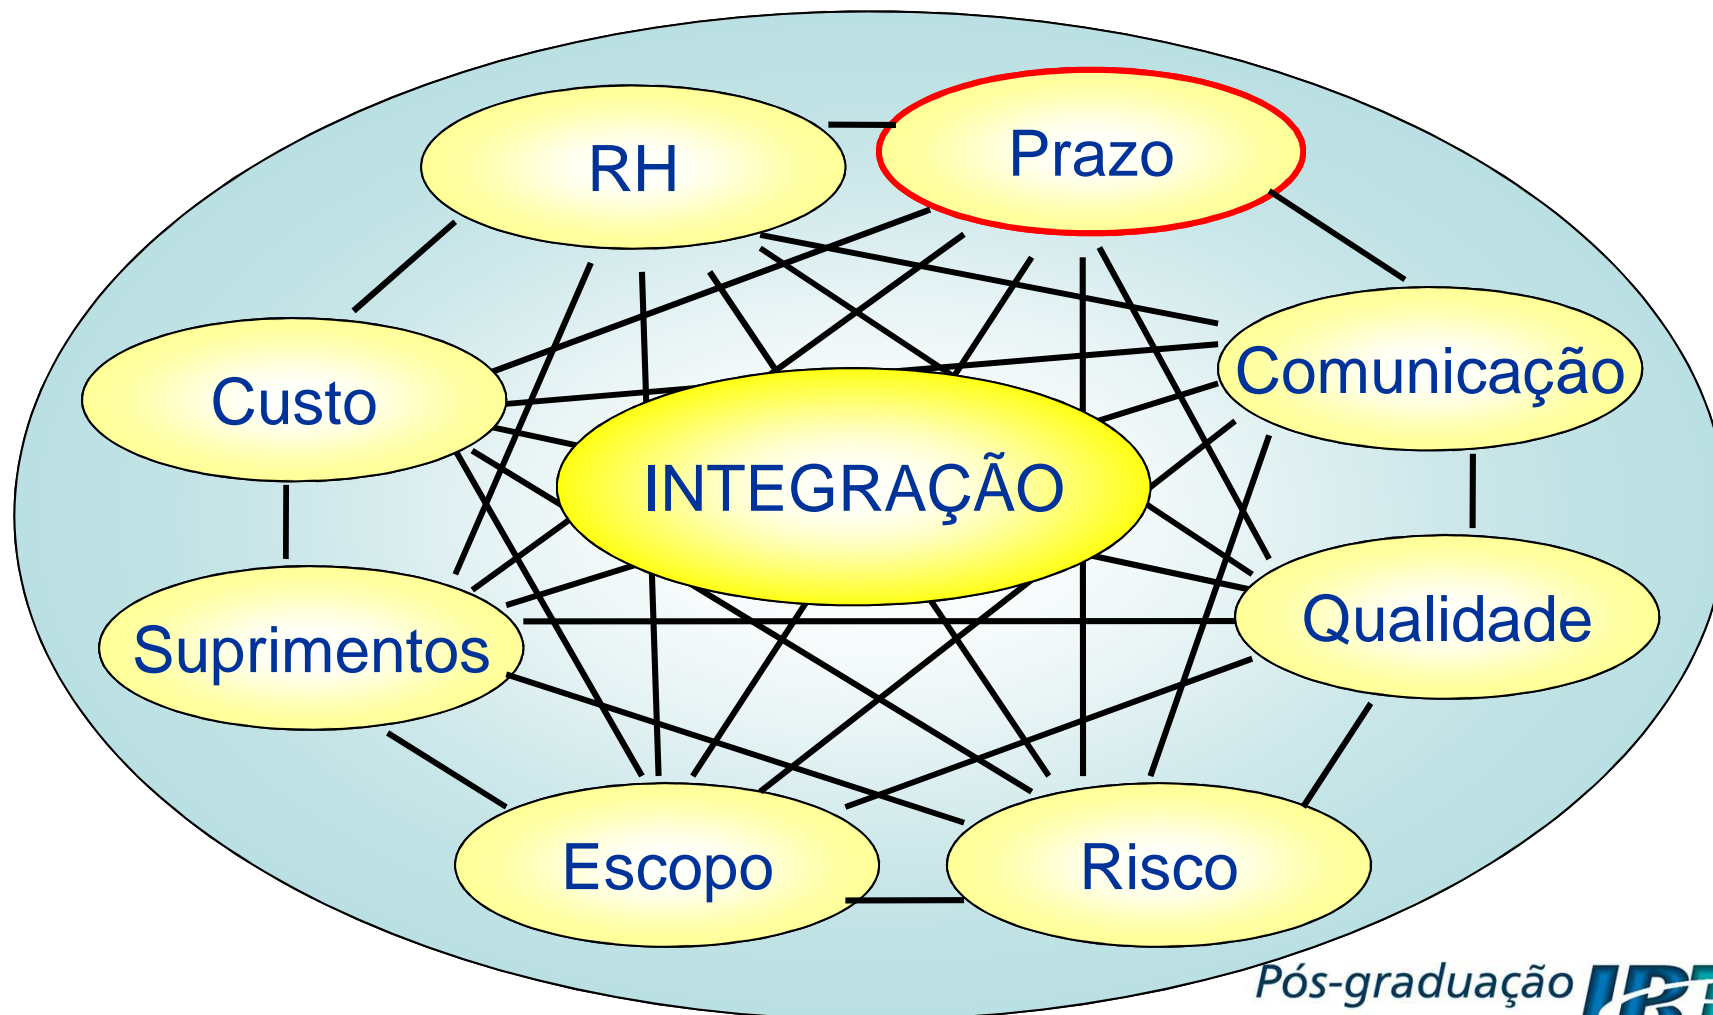 RH
Prazo
Custo
Comunicação
INTEGRAÇÃO
Suprimentos
Qualidade
Escopo
Risco
Pós-graduação